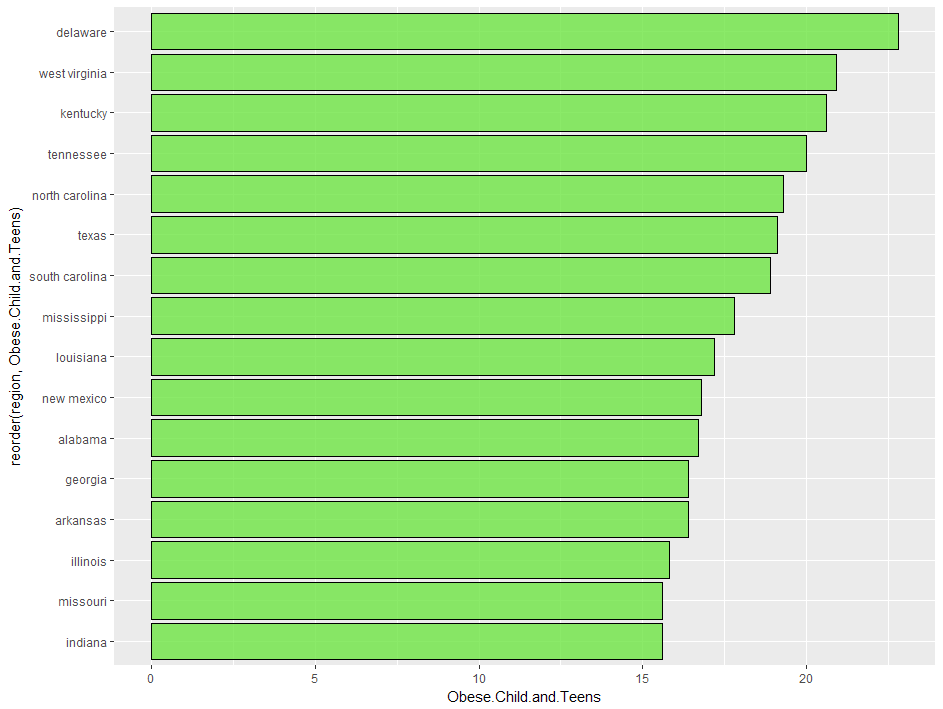 delaware
west virginia
kentucky
tennessee
north carolina
texas
south carolina
mississippi
louisiana
new mexico
alabama
georgia
arkansas
illinois
missouri
indiana
reorder(region, Obese.Child.and.Teens)
0 5 10 15 20
Obese.Child.and.Teens